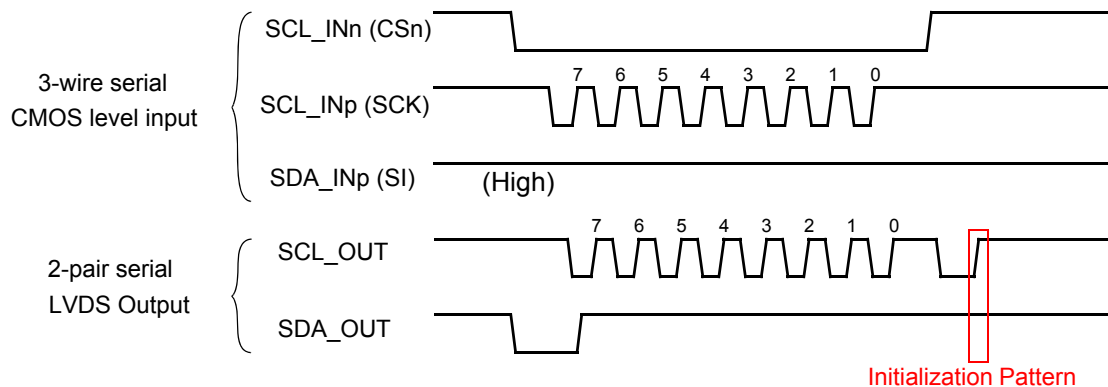 SCL_INn (CSn)
3-wire serial
CMOS level input
7 6 5 4 3 2 1 0
SCL_INp (SCK)
SDA_INp (SI)
(High)
7 6 5 4 3 2 1 0
SCL_OUT
2-pair serial
LVDS Output
SDA_OUT
Initialization Pattern